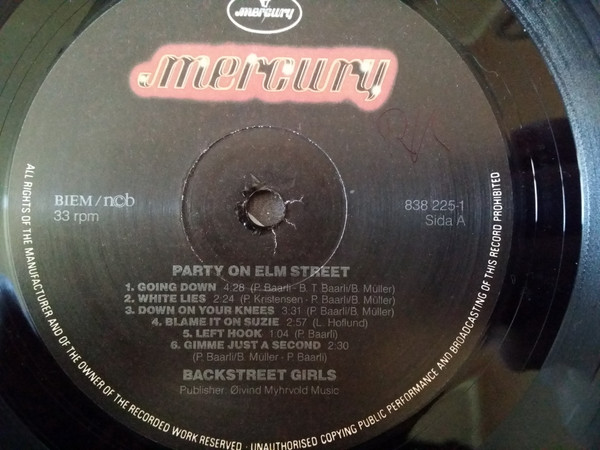 mercury
mercury
BIEM/ncb
33 rpm
838 225-1
Sida A
PARTY ON ELM STREET
1. GOING DOWN 4:28 (P. Baarli - B. T. Baarli/B. Müller)
2. WHITE LIES 2:24 (P. Kristensen - P. Baarli/B. Müller)
3. DOWN ON YOUR KNEES 3:31 (P. Baarli/B. Müller)
4. BLAME IT ON SUZIE 2:57 (L. Hoflund)
5. LEFT HOOK 1:04 (P. Baarli)
6. GIMME JUST A SECOND 2:30
(P. Baarli/B. Müller - P. Baarli)
BACKSTREET GIRLS
Publisher: Øivind Myhrvold Music
ALL RIGHTS OF THE MANUFACTURER AND OF THE OWNER OF THE RECORDED WORK RESERVED · UNAUTHORISED COPYING PUBLIC PERFORMANCE AND BROADCASTING OF THIS RECORD PROHIBITED